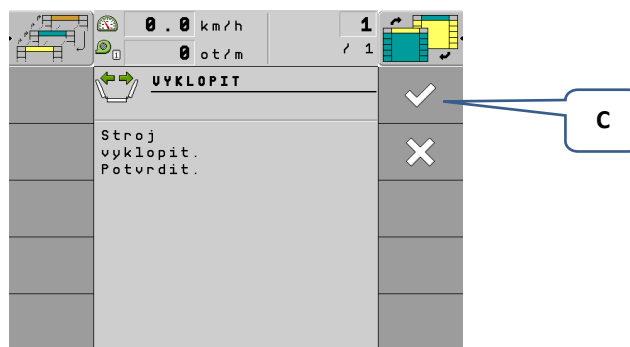 0.0 km/h 1
0 ot/m / 1
VYKLOPIT
Stroj
vyklopit.
Potvrdit.
C